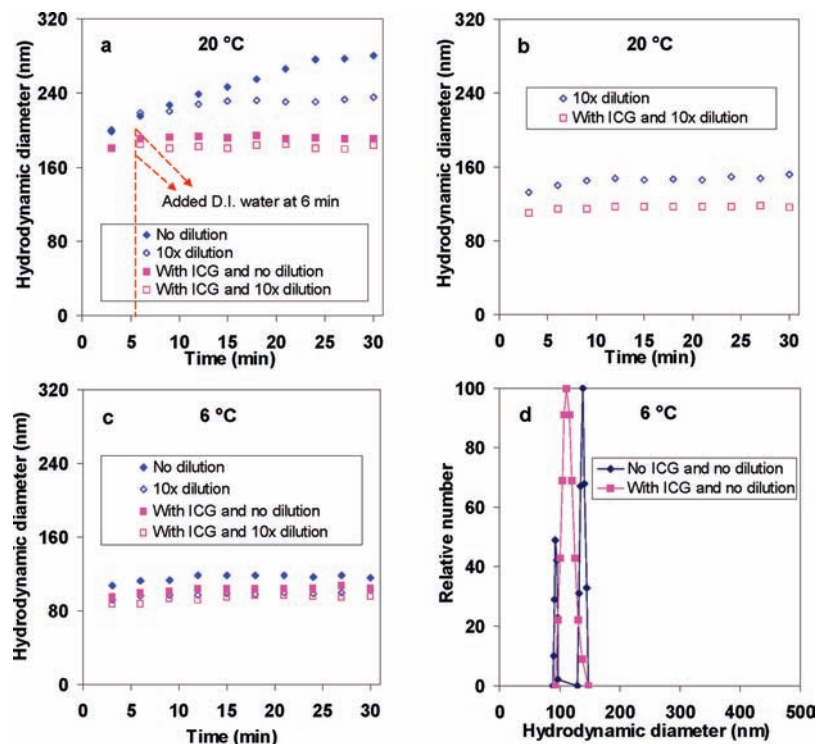 a
20 °C
320
240
160
80
0
Hydrodynamic diameter (nm)
Added D.I. water at 6 min
No dilution
10x dilution
With ICG and no dilution
With ICG and 10x dilution
0 5 10 15 20 25 30
Time (min)
b
20 °C
320
240
160
80
0
Hydrodynamic diameter (nm)
10x dilution
With ICG and 10x dilution
0 5 10 15 20 25 30
Time (min)
c
6 °C
320
240
160
80
0
Hydrodynamic diameter (nm)
No dilution
10x dilution
With ICG and no dilution
With ICG and 10x dilution
0 5 10 15 20 25 30
Time (min)
d
6 °C
100
80
60
40
20
0
Relative number
No ICG and no dilution
With ICG and no dilution
0 100 200 300 400 500
Hydrodynamic diameter (nm)